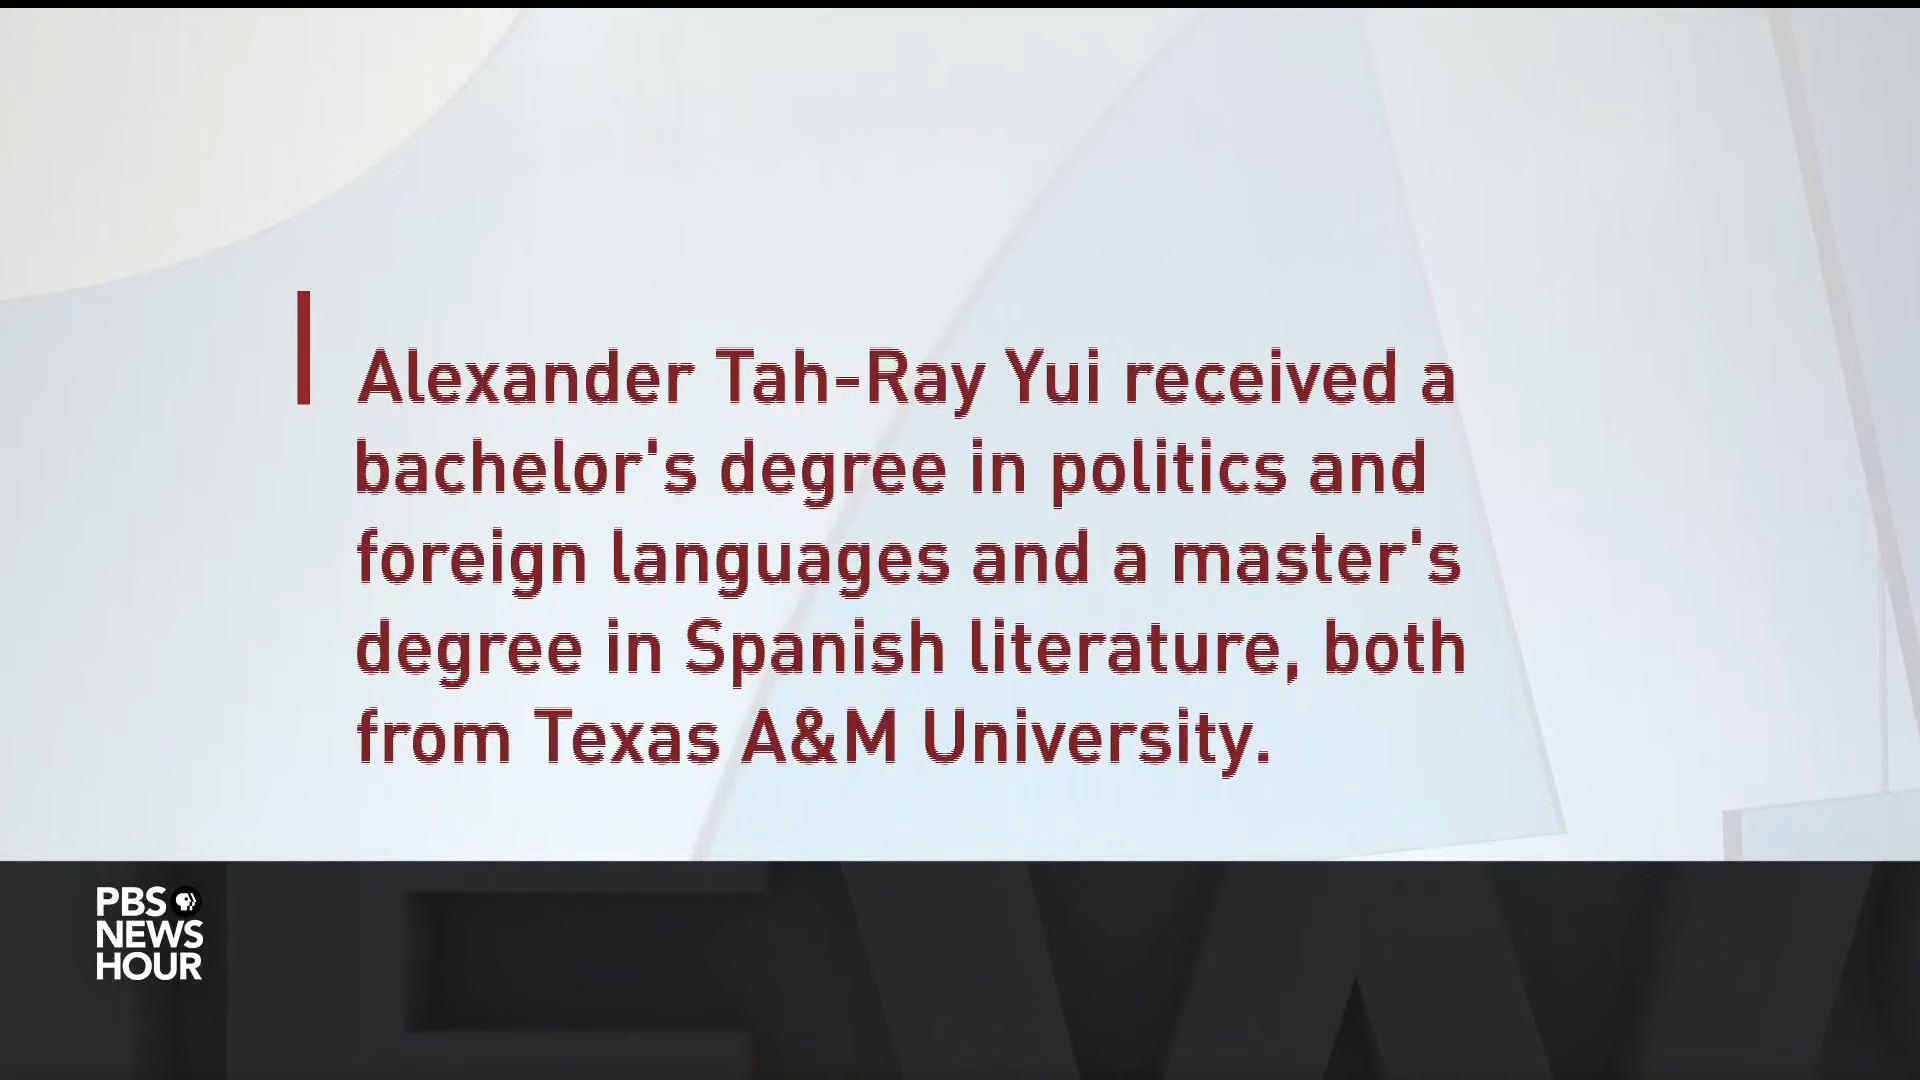 Alexander Tah-Ray Yui received a
bachelor's degree in politics and
foreign languages and a master's
degree in Spanish literature, both
from Texas A&M University.
PBS
NEWS
HOUR